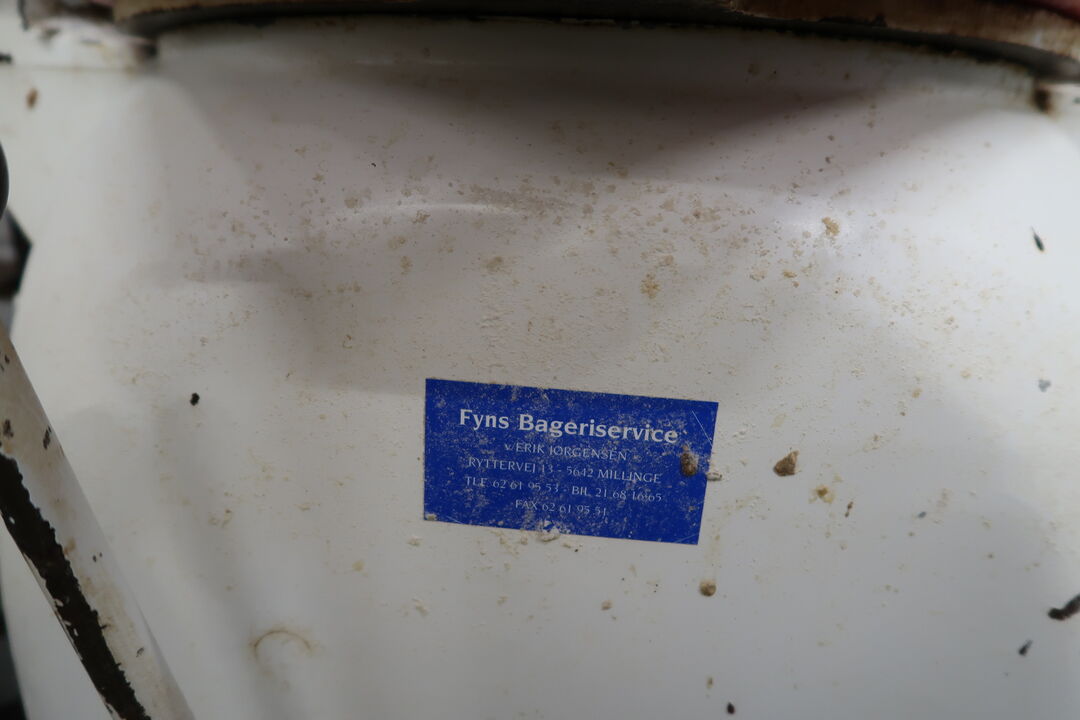 Fyns Bageriservice
v/ERIK JØRGENSEN
RYTTERVEJ 13 - 5642 MILLINGE
TLF. 62 61 95 53 - BIL 21 68 16 65
FAX 62 61 95 51